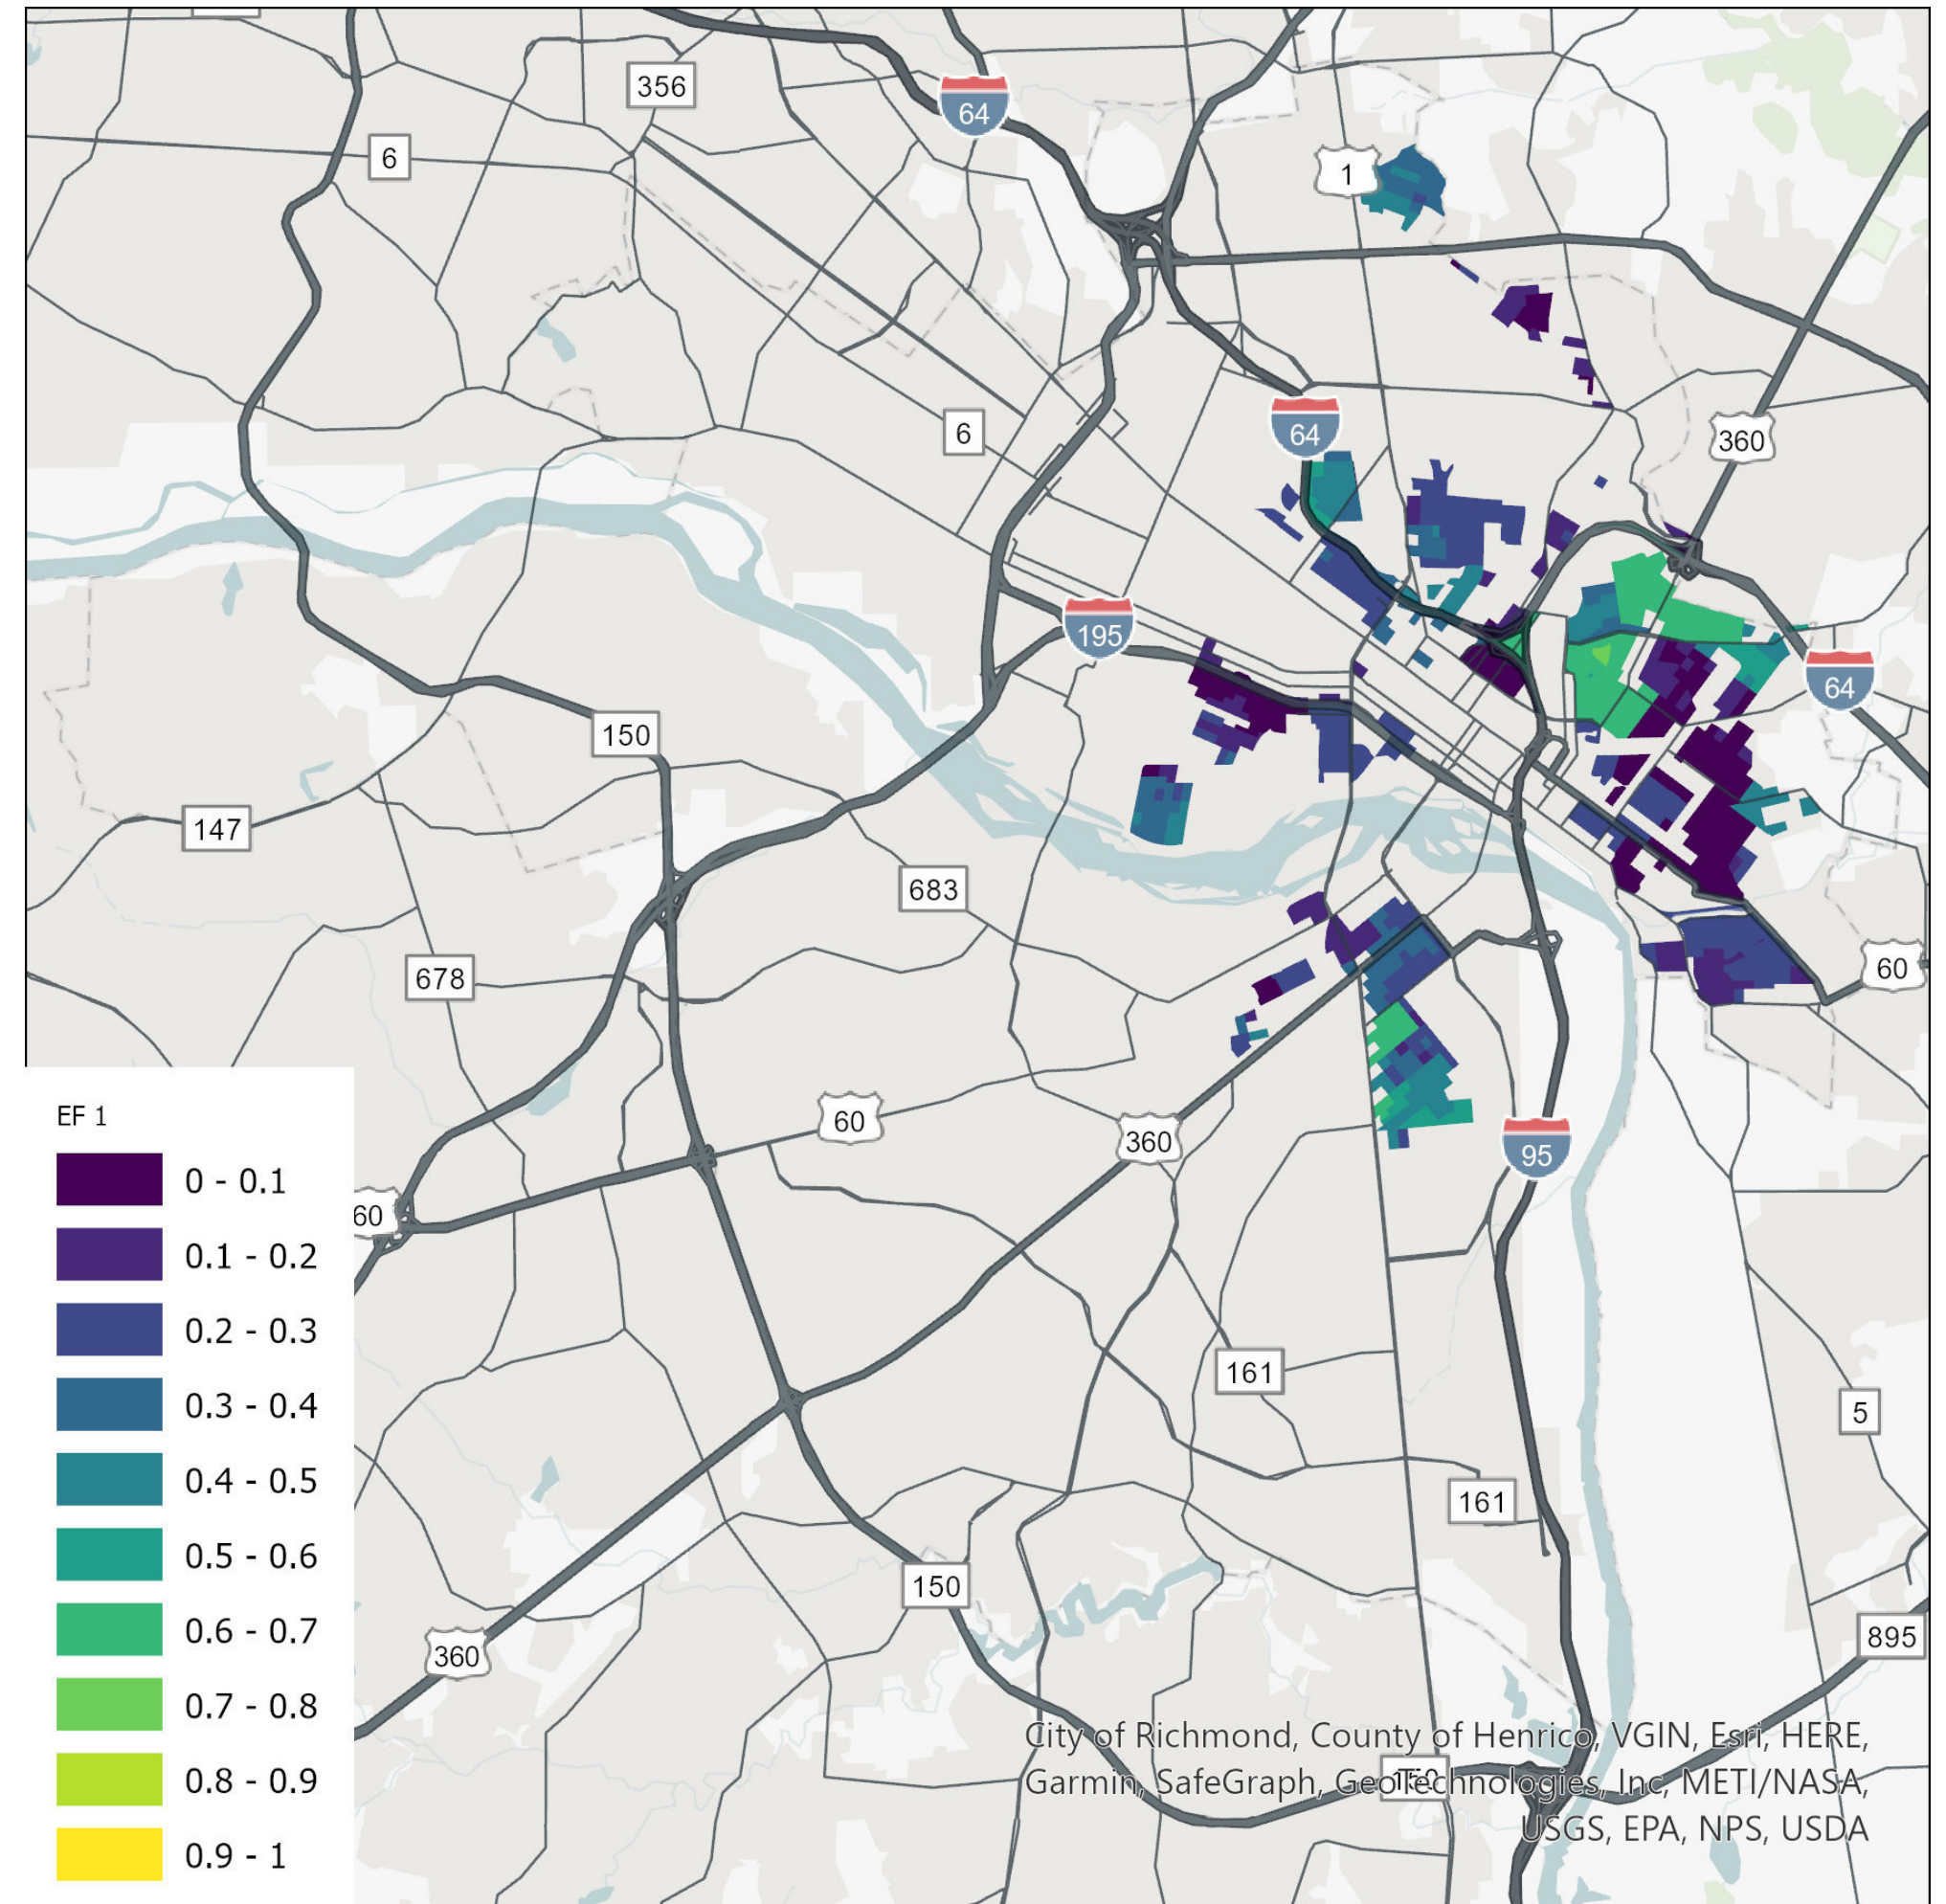 356
64
6
1
64
6
360
195
64
150
147
683
678
60
60
360
95
60
161
5
161
150
895
360
EF 1
0 - 0.1
0.1 - 0.2
0.2 - 0.3
0.3 - 0.4
0.4 - 0.5
0.5 - 0.6
0.6 - 0.7
0.7 - 0.8
0.8 - 0.9
0.9 - 1
150
City of Richmond, County of Henrico, VGIN, Esri, HERE,
Garmin, SafeGraph, GeoTechnologies, Inc, METI/NASA,
USGS, EPA, NPS, USDA